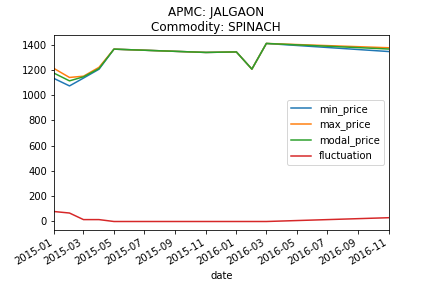 APMC: JALGAON
Commodity: SPINACH
1400
1200
1000
800
600
400
200
0
min_price
max_price
modal_price
fluctuation
2015-01
2015-03
2015-05
2015-07
2015-09
2015-11
2016-01
2016-03
2016-05
2016-07
2016-09
2016-11
date